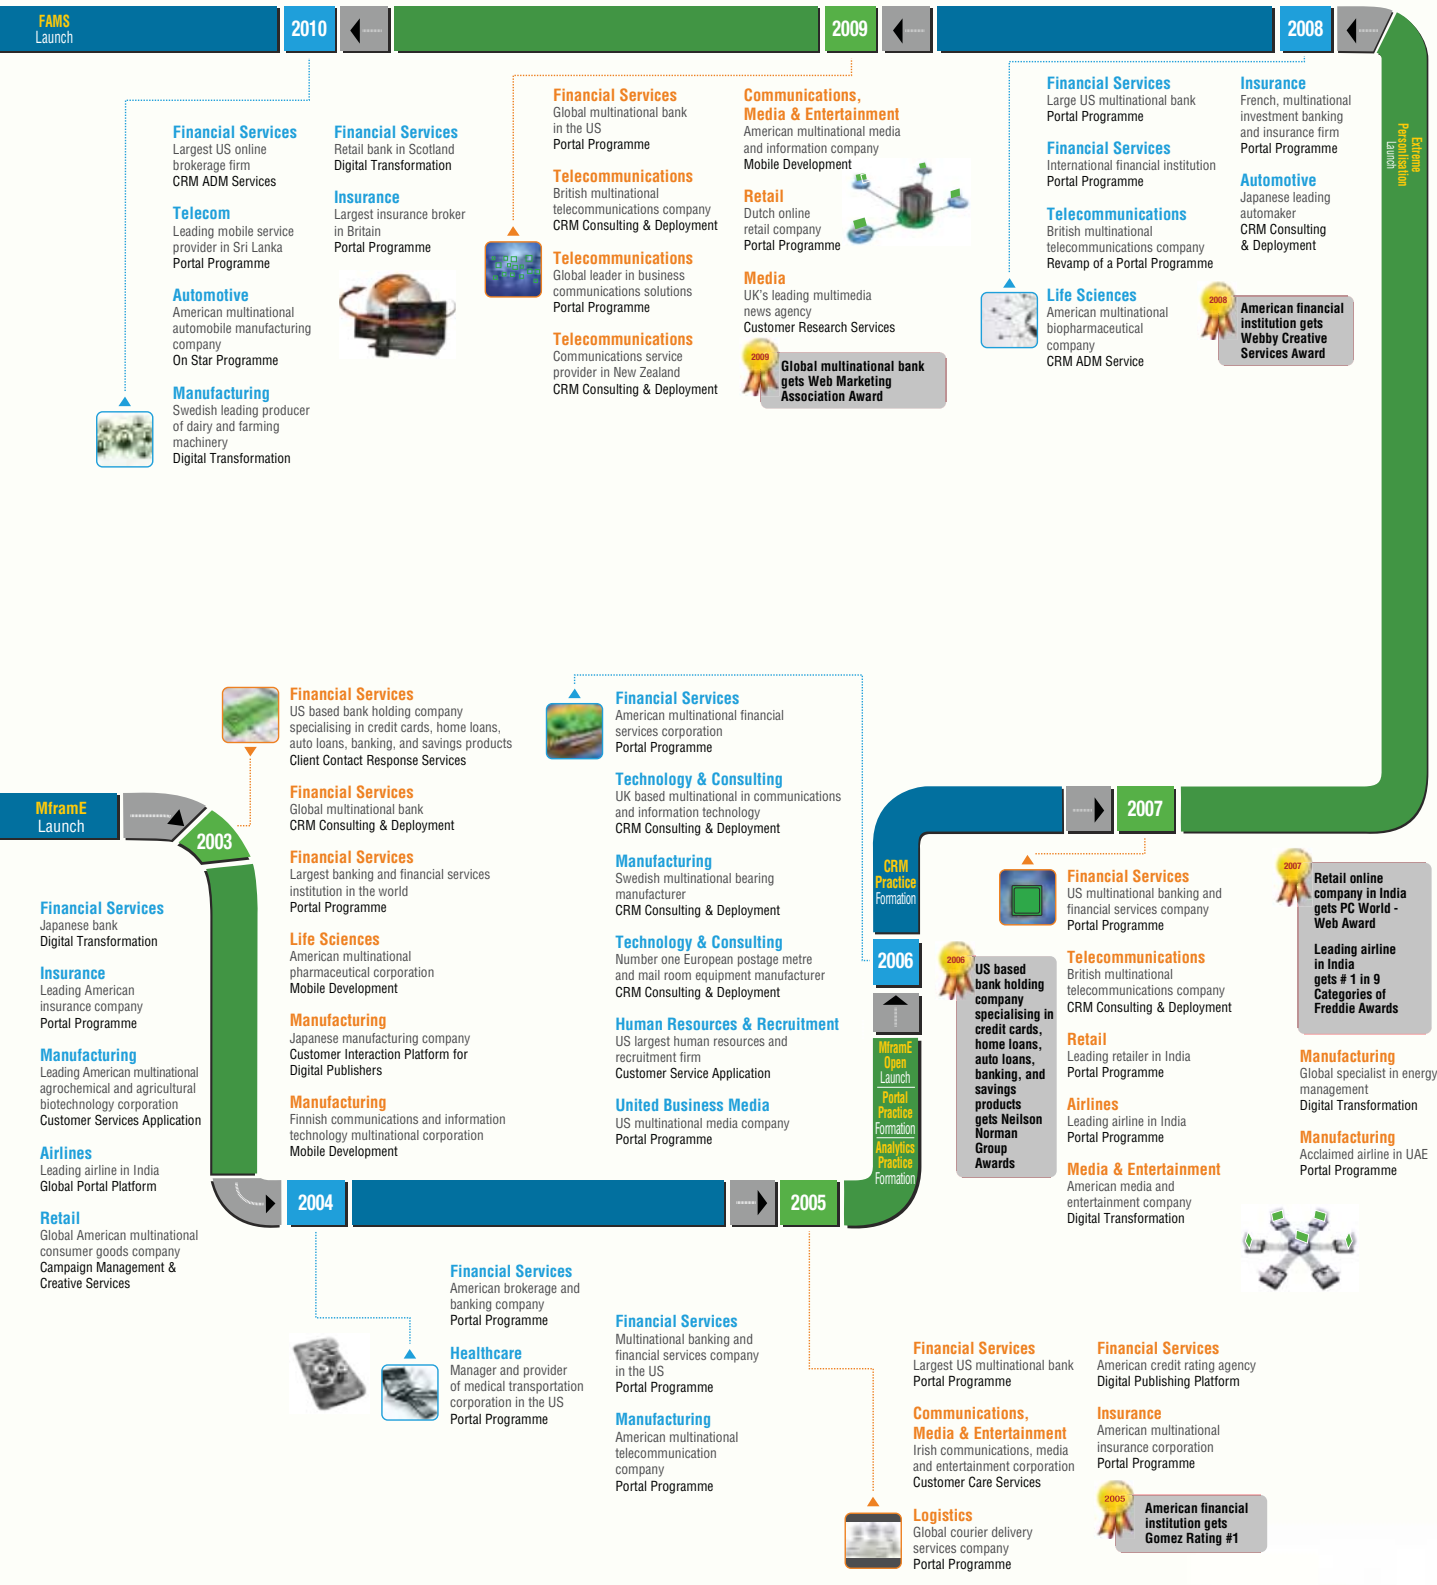 FAMS
Launch
2010
2009
2008
Financial Services
Largest US online
brokerage firm
CRM ADM Services
Telecom
Leading mobile service
provider in Sri Lanka
Portal Programme
Automotive
American multinational
automobile manufacturing
company
On Star Programme
Manufacturing
Swedish leading producer
of dairy and farming
machinery
Digital Transformation
Financial Services
Retail bank in Scotland
Digital Transformation
Insurance
Largest insurance broker
in Britain
Portal Programme
Financial Services
Global multinational bank
in the US
Portal Programme
Telecommunications
British multinational
telecommunications company
CRM Consulting & Deployment
Telecommunications
Global leader in business
communications solutions
Portal Programme
Telecommunications
Communications service
provider in New Zealand
CRM Consulting & Deployment
Communications,
Media & Entertainment
American multinational media
and information company
Mobile Development
Retail
Dutch online
retail company
Portal Programme
Media
UK's leading multimedia
news agency
Customer Research Services
2009
Global multinational bank
gets Web Marketing
Association Award
Financial Services
Large US multinational bank
Portal Programme
Financial Services
International financial institution
Portal Programme
Telecommunications
British multinational
telecommunications company
Revamp of a Portal Programme
Life Sciences
American multinational
biopharmaceutical
company
CRM ADM Service
Insurance
French, multinational
investment banking
and insurance firm
Portal Programme
Automotive
Japanese leading
automaker
CRM Consulting
& Deployment
2008
American financial
institution gets
Webby Creative
Services Award
Extreme
Personlisation
Launch
MframE
Launch
2003
Financial Services
Japanese bank
Digital Transformation
Insurance
Leading American
insurance company
Portal Programme
Manufacturing
Leading American multinational
agrochemical and agricultural
biotechnology corporation
Customer Services Application
Airlines
Leading airline in India
Global Portal Platform
Retail
Global American multinational
consumer goods company
Campaign Management &
Creative Services
Financial Services
US based bank holding company
specialising in credit cards, home loans,
auto loans, banking, and savings products
Client Contact Response Services
Financial Services
Global multinational bank
CRM Consulting & Deployment
Financial Services
Largest banking and financial services
institution in the world
Portal Programme
Life Sciences
American multinational
pharmaceutical corporation
Mobile Development
Manufacturing
Japanese manufacturing company
Customer Interaction Platform for
Digital Publishers
Manufacturing
Finnish communications and information
technology multinational corporation
Mobile Development
2004
Financial Services
American brokerage and
banking company
Portal Programme
Healthcare
Manager and provider
of medical transportation
corporation in the US
Portal Programme
Financial Services
Multinational banking and
financial services company
in the US
Portal Programme
Manufacturing
American multinational
telecommunication
company
Portal Programme
2005
Financial Services
Largest US multinational bank
Portal Programme
Communications,
Media & Entertainment
Irish communications, media
and entertainment corporation
Customer Care Services
Logistics
Global courier delivery
services company
Portal Programme
Financial Services
American credit rating agency
Digital Publishing Platform
Insurance
American multinational
insurance corporation
Portal Programme
2005
American financial
institution gets
Gomez Rating #1
MframE
Open
Launch
Portal
Practice
Formation
Analytics
Practice
Formation
2006
Financial Services
American multinational financial
services corporation
Portal Programme
Technology & Consulting
UK based multinational in communications
and information technology
CRM Consulting & Deployment
Manufacturing
Swedish multinational bearing
manufacturer
CRM Consulting & Deployment
Technology & Consulting
Number one European postage metre
and mail room equipment manufacturer
CRM Consulting & Deployment
Human Resources & Recruitment
US largest human resources and
recruitment firm
Customer Service Application
United Business Media
US multinational media company
Portal Programme
2006
US based
bank holding
company
specialising in
credit cards,
home loans,
auto loans,
banking, and
savings
products
gets Neilson
Norman
Group
Awards
CRM
Practice
Formation
2007
Financial Services
US multinational banking and
financial services company
Portal Programme
Telecommunications
British multinational
telecommunications company
CRM Consulting & Deployment
Retail
Leading retailer in India
Portal Programme
Airlines
Leading airline in India
Portal Programme
Media & Entertainment
American media and
entertainment company
Digital Transformation
2007
Retail online
company in India
gets PC World -
Web Award
Leading airline
in India
gets # 1 in 9
Categories of
Freddie Awards
Manufacturing
Global specialist in energy
management
Digital Transformation
Manufacturing
Acclaimed airline in UAE
Portal Programme